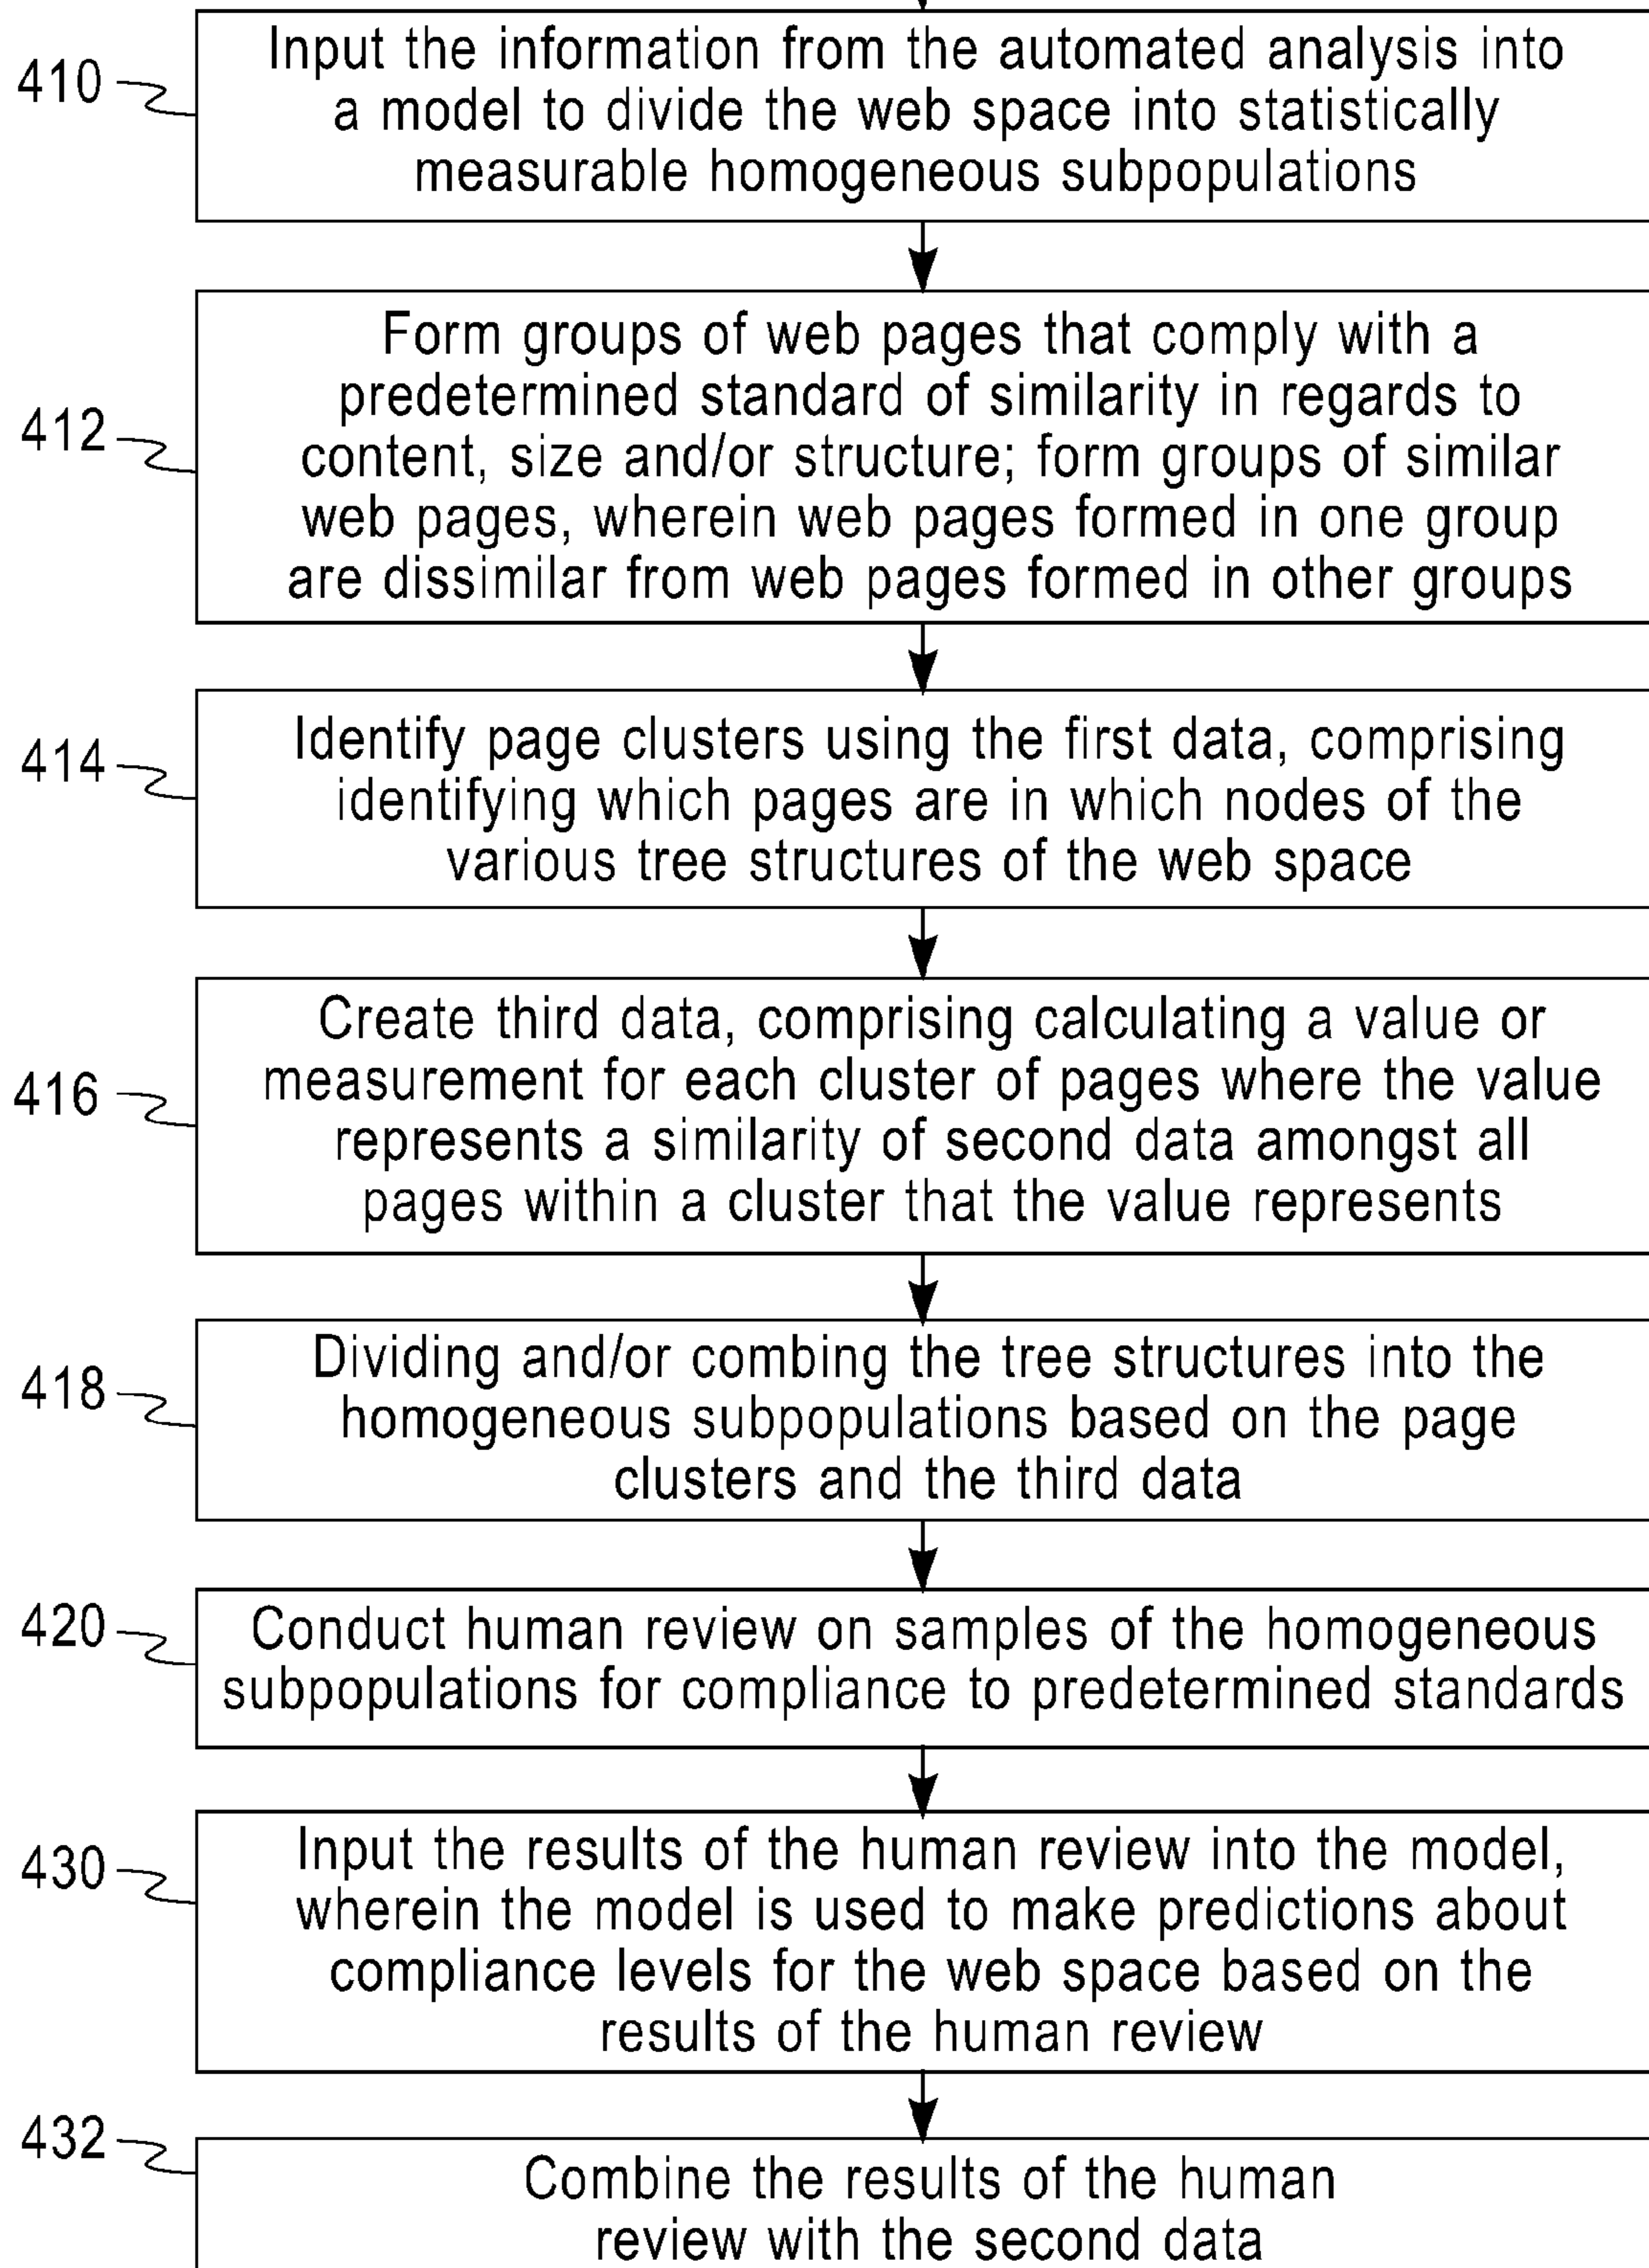 410
Input the information from the automated analysis into
a model to divide the web space into statistically
measurable homogeneous subpopulations
412
Form groups of web pages that comply with a
predetermined standard of similarity in regards to
content, size and/or structure; form groups of similar
web pages, wherein web pages formed in one group
are dissimilar from web pages formed in other groups
414
Identify page clusters using the first data, comprising
identifying which pages are in which nodes of the
various tree structures of the web space
416
Create third data, comprising calculating a value or
measurement for each cluster of pages where the value
represents a similarity of second data amongst all
pages within a cluster that the value represents
418
Dividing and/or combing the tree structures into the
homogeneous subpopulations based on the page
clusters and the third data
420
Conduct human review on samples of the homogeneous
subpopulations for compliance to predetermined standards
430
Input the results of the human review into the model,
wherein the model is used to make predictions about
compliance levels for the web space based on the
results of the human review
432
Combine the results of the human
review with the second data